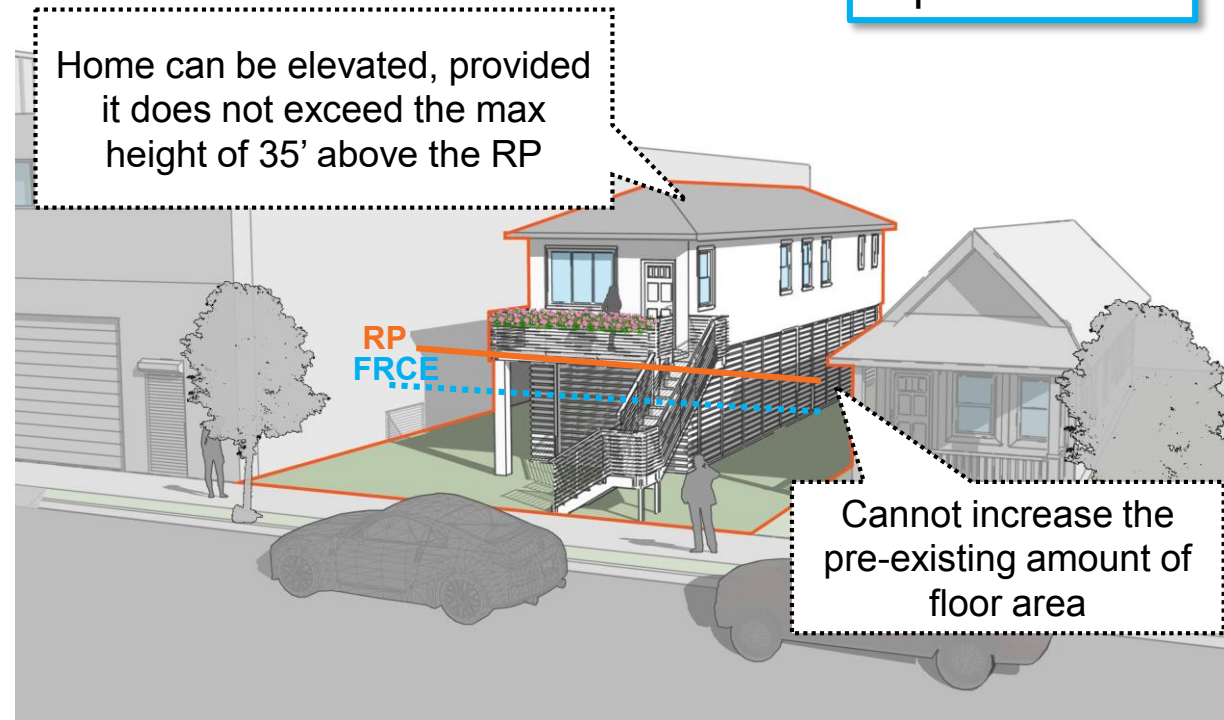 Home can be elevated, provided
it does not exceed the max
height of 35’ above the RP
RP
FRCE
Cannot increase the
pre-existing amount of
floor area